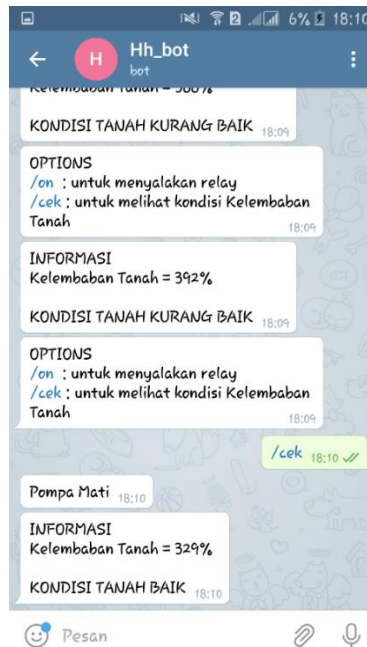 6% 18:10
H
Hh_bot
bot
KONDISI TANAH KURANG BAIK 18:09
OPTIONS
/on : untuk menyalakan relay
/cek : untuk melihat kondisi Kelembaban
Tanah
18:09
INFORMASI
Kelembaban Tanah = 392%
KONDISI TANAH KURANG BAIK 18:09
OPTIONS
/on : untuk menyalakan relay
/cek : untuk melihat kondisi Kelembaban
Tanah
18:09
/cek 18:10
Pompa Mati 18:10
INFORMASI
Kelembaban Tanah = 329%
KONDISI TANAH BAIK 18:10
Pesan